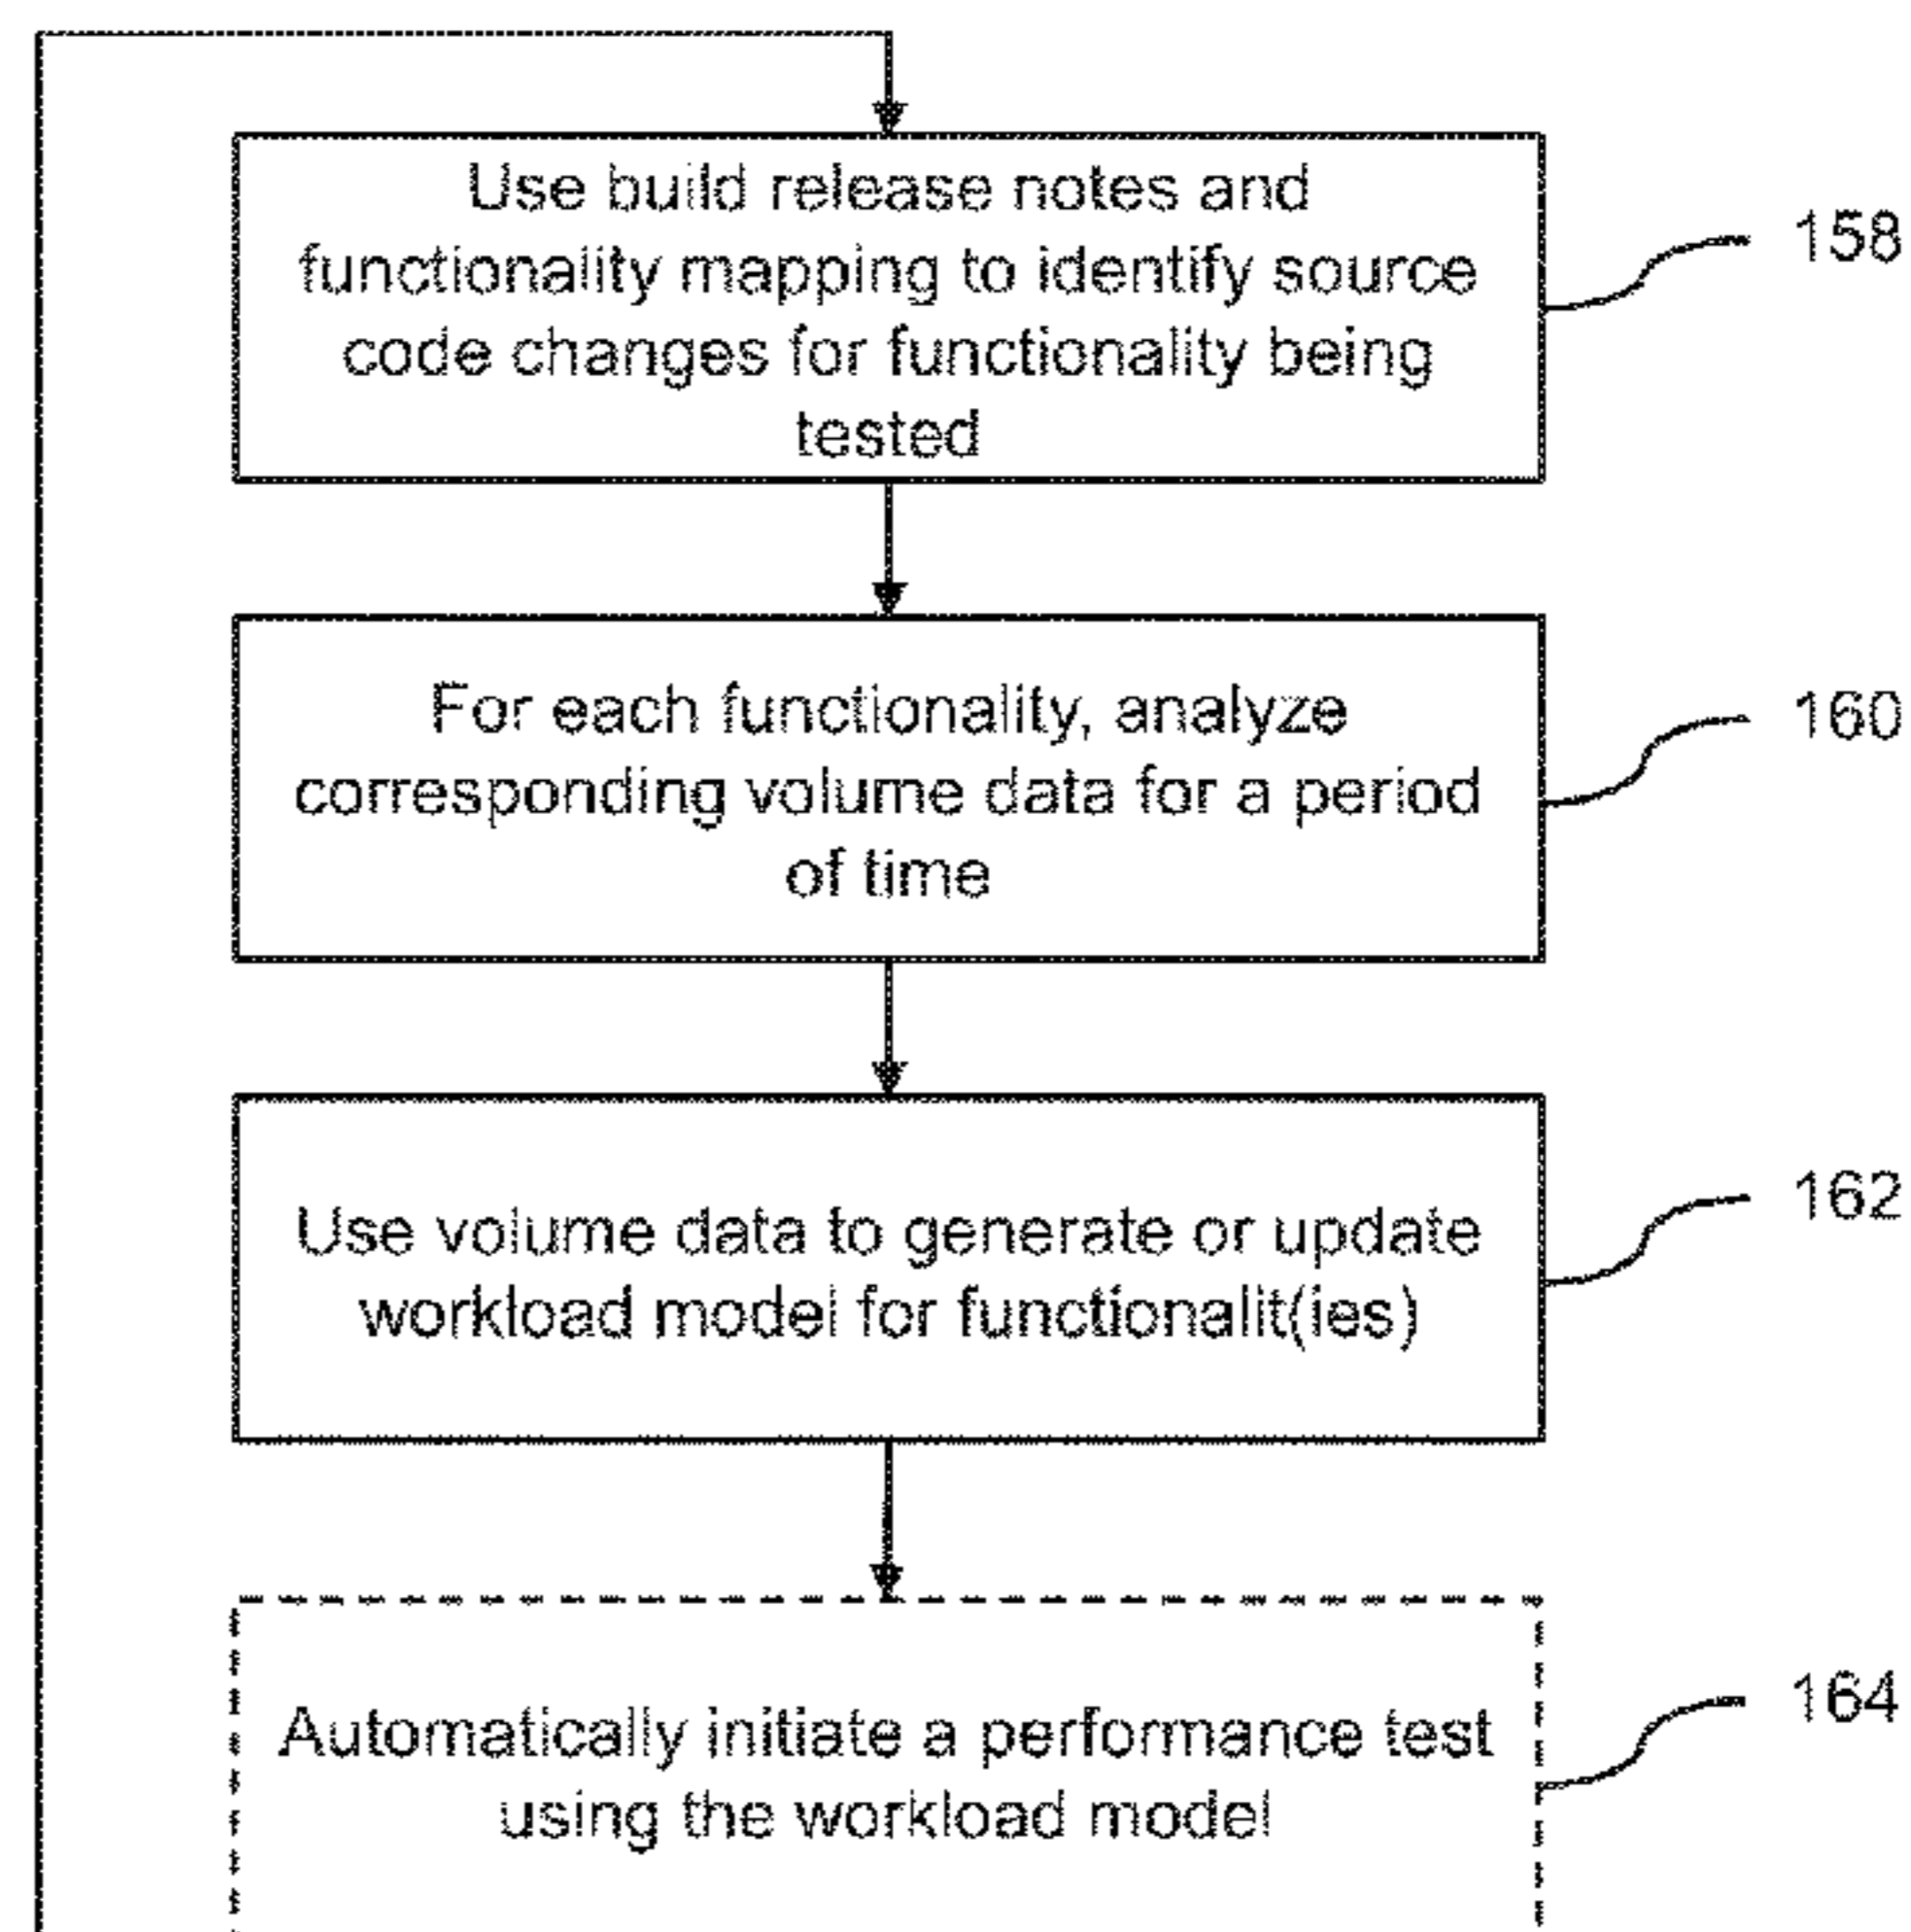 Use build release notes and
functionality mapping to identify source
code changes for functionality being
tested
158
For each functionality, analyze
corresponding volume data for a period
of time
160
Use volume data to generate or update
workload model for functionalit(ies)
162
Automatically initiate a performance test
using the workload model
164